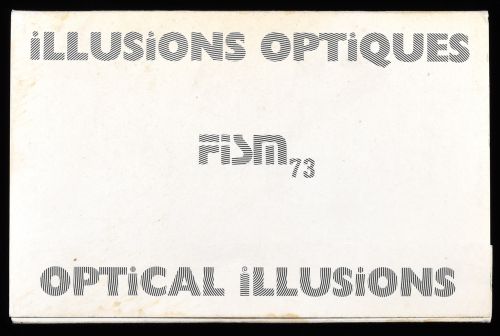 iLLUSiONS OPTiQUES
FiSM 73
OPTiCAL iLLUSiONS